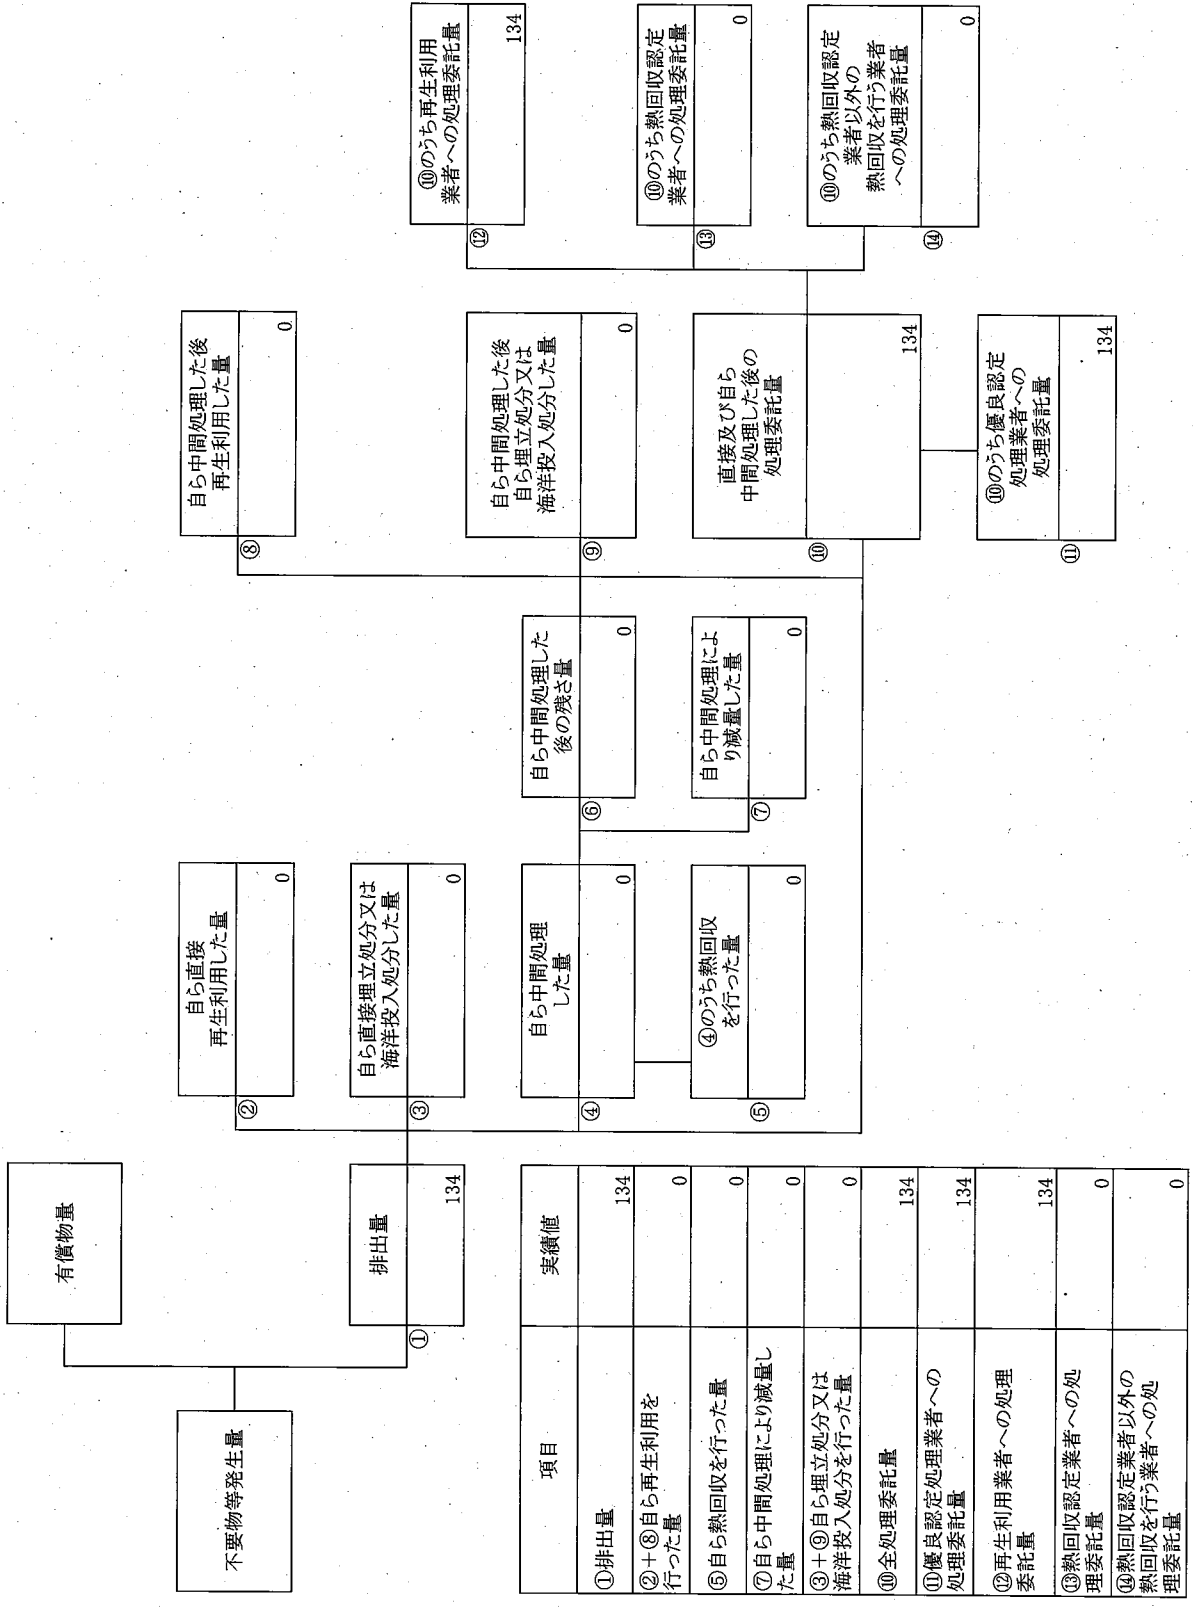 不要物等発生量
有償物量
排出量
①
134
自ら直接
再生利用した量
②
0
自ら直接埋立処分又は
海洋投入処分した量
③
0
自ら中間処理
した量
④
0
④のうち熱回収
を行った量
⑤
0
自ら中間処理した
後の残さ量
⑥
0
自ら中間処理によ
り減量した量
⑦
0
自ら中間処理した後
再生利用した量
⑧
0
自ら中間処理した後
自ら埋立処分又は
海洋投入処分した量
⑨
0
直接及び自ら
中間処理した後の
処理委託量
⑩
134
⑩のうち優良認定
処理業者への
処理委託量
⑪
134
⑩のうち再生利用
業者への処理委託量
⑫
134
⑩のうち熱回収認定
業者への処理委託量
⑬
0
⑩のうち熱回収認定
業者以外の
熱回収を行う業者
への処理委託量
⑭
0
項目 実績値
①排出量 134
②+⑧自ら再生利用を
行った量 0
⑤自ら熱回収を行った量 0
⑦自ら中間処理により減量し
た量 0
③+⑨自ら埋立処分又は
海洋投入処分を行った量 0
⑩全処理委託量 134
⑪優良認定処理業者への
処理委託量 134
⑫再生利用業者への処理
委託量 134
⑬熱回収認定業者への処
理委託量 0
⑭熱回収認定業者以外の
熱回収を行う業者への処
理委託量 0